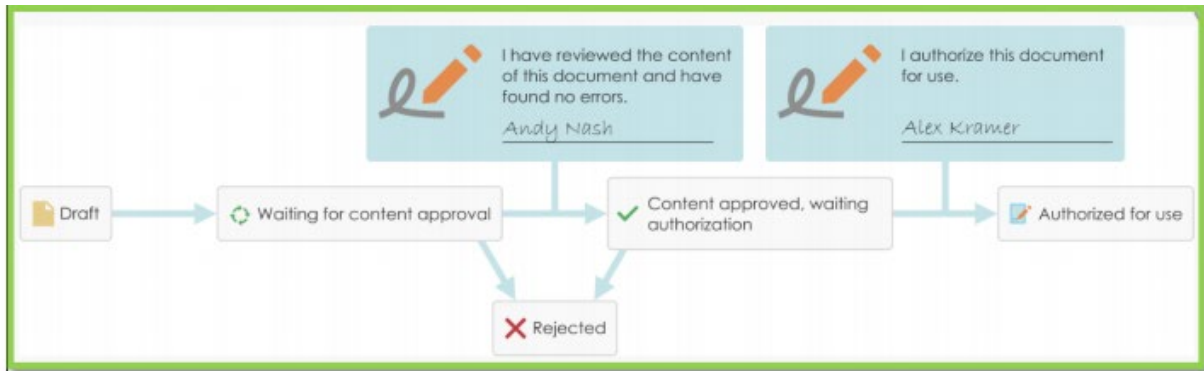 I have reviewed the content
of this document and have
found no errors.
Andy Nash
I authorize this document
for use.
Alex Kramer
Draft
Waiting for content approval
Content approved, waiting
authorization
Authorized for use
Rejected